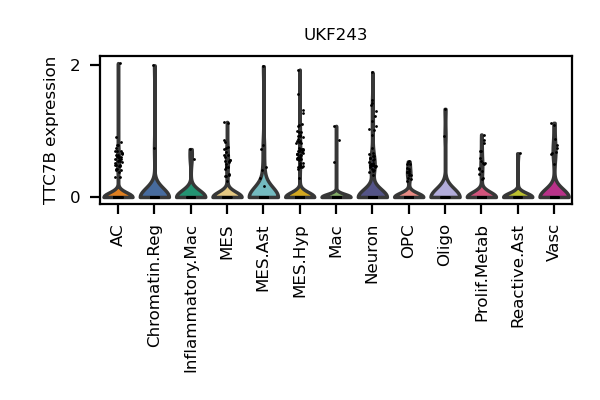 UKF243
TTC7B expression
2
0
AC
Chromatin.Reg
Inflammatory.Mac
MES
MES.Ast
MES.Hyp
Mac
Neuron
OPC
Oligo
Prolif.Metab
Reactive.Ast
Vasc